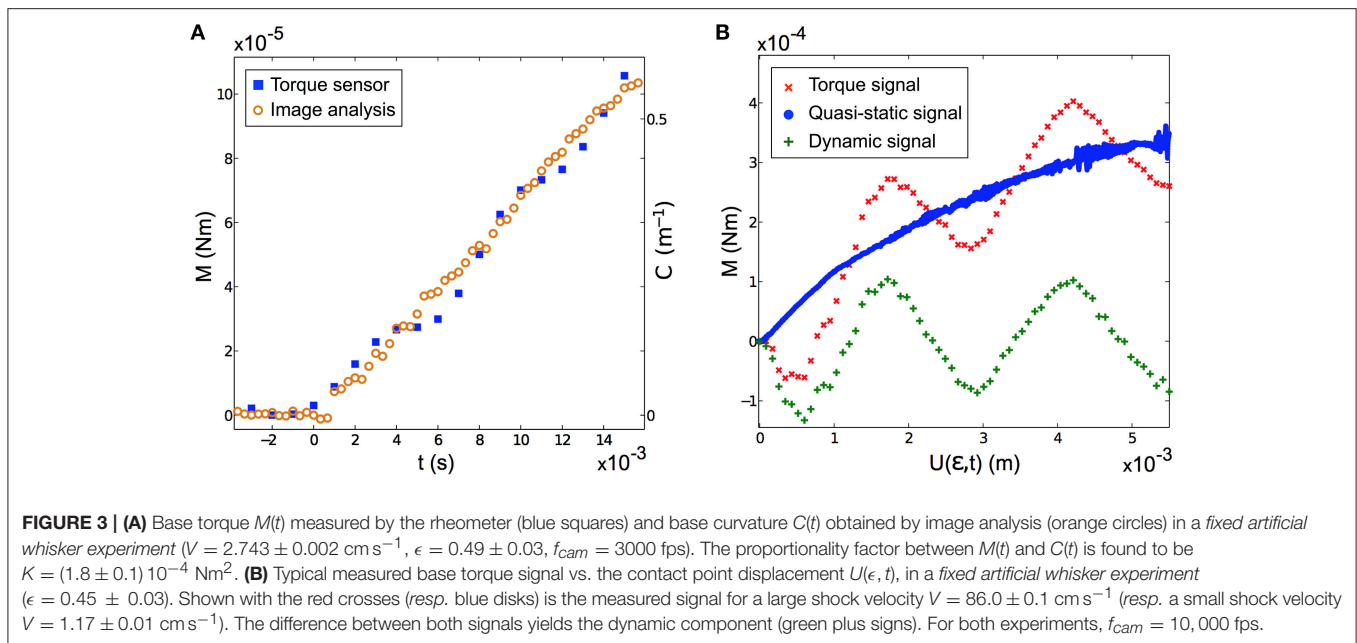 A
×10⁻⁵
Torque sensor
Image analysis
10
8
6
4
2
0
M (Nm)
0.5
0
C (m⁻¹)
−2 0 2 4 6 8 10 12 14
t (s)
×10⁻³
B
×10⁻⁴
Torque signal
Quasi-static signal
Dynamic signal
4
3
2
1
0
−1
M (Nm)
0 1 2 3 4 5
U(ε,t) (m)
×10⁻³
FIGURE 3 | (A) Base torque M(t) measured by the rheometer (blue squares) and base curvature C(t) obtained by image analysis (orange circles) in a fixed artificial
whisker experiment (V = 2.743 ± 0.002 cm s⁻¹, ϵ = 0.49 ± 0.03, f_cam = 3000 fps). The proportionality factor between M(t) and C(t) is found to be
K = (1.8 ± 0.1) 10⁻⁴ Nm². (B) Typical measured base torque signal vs. the contact point displacement U(ϵ, t), in a fixed artificial whisker experiment
(ϵ = 0.45 ± 0.03). Shown with the red crosses (resp. blue disks) is the measured signal for a large shock velocity V = 86.0 ± 0.1 cm s⁻¹ (resp. a small shock velocity
V = 1.17 ± 0.01 cm s⁻¹). The difference between both signals yields the dynamic component (green plus signs). For both experiments, f_cam = 10, 000 fps.